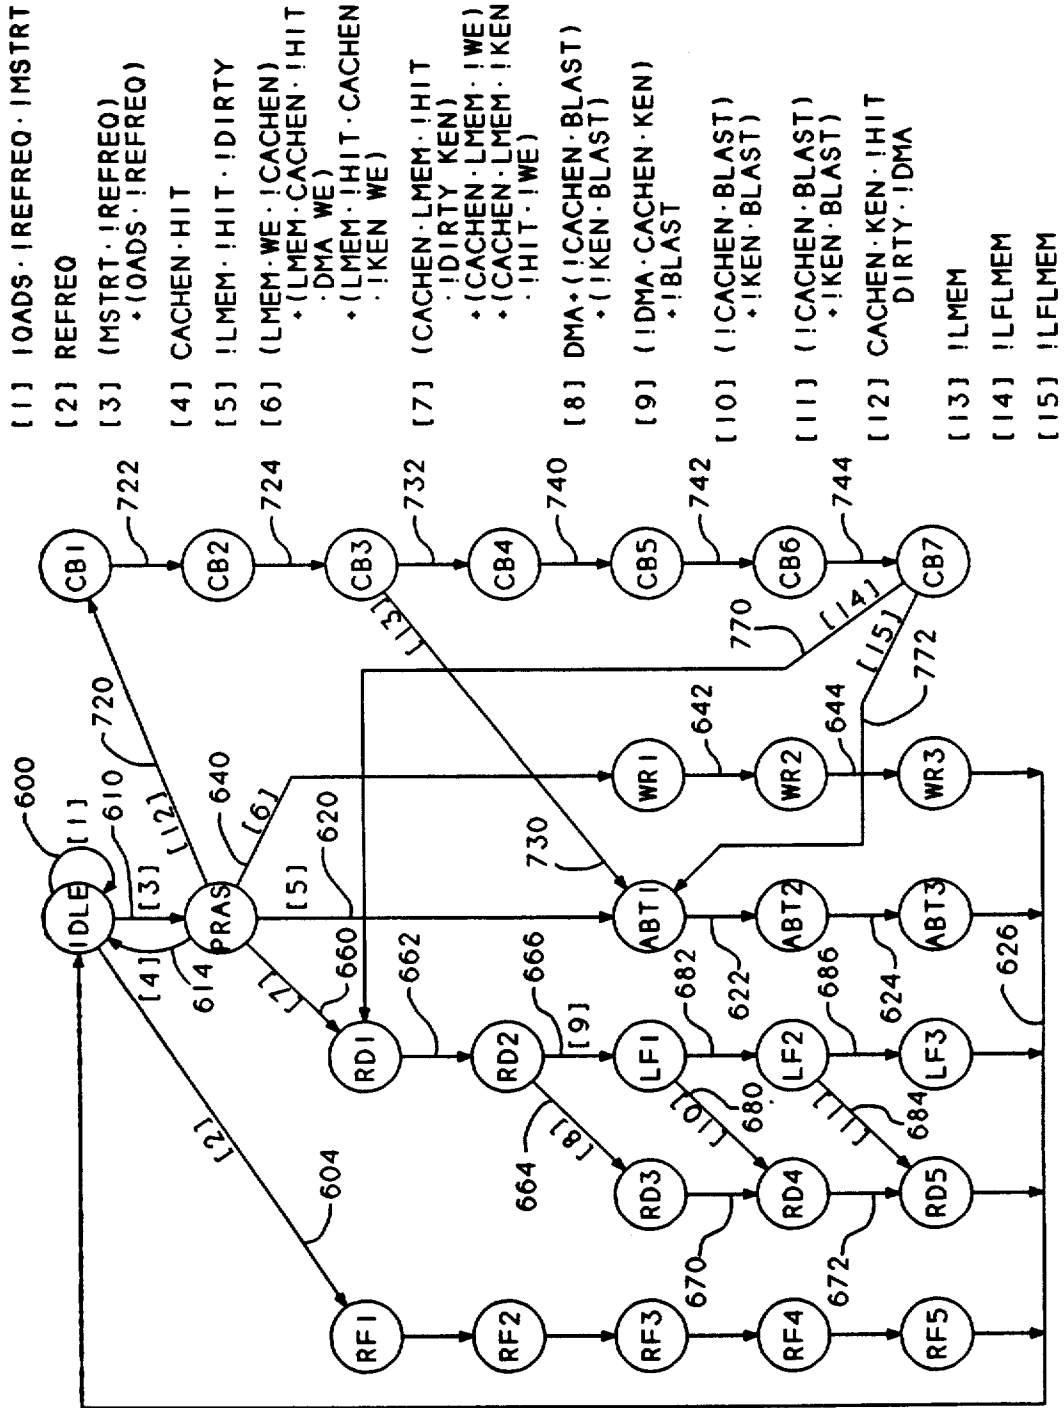 600
IDLE
[1]
CB1
610
722
[4]
[3]
720
[12]
614
[2]
PRAS
CB2
640
724
[7]
[6]
[5]
620
604
660
RF1
RD1
CB3
[13]
662
732
RF2
RD2
CB4
666
730
664
[8]
[9]
740
RF3
RD3
LF1
ABT1
WR1
CB5
670
[10]
682
642
742
680
622
770
RF4
RD4
LF2
ABT2
WR2
CB6
672
[11]
686
644
744
[14]
684
624
[15]
772
RF5
RD5
LF3
ABT3
WR3
CB7
626
[1] !QADS·!REFREQ·!MSTRT
[2] REFREQ
[3] (MSTRT·!REFREQ)
+(QADS·!REFREQ)
[4] CACHEN·HIT
[5] !LMEM·!HIT·!DIRTY
[6] (LMEM·WE·!CACHEN)
+(LMEM·CACHEN·!HIT
·DMA WE)
+(LMEM·!HIT·CACHEN
·!KEN WE)
[7] (CACHEN·LMEM·!HIT
·!DIRTY KEN)
+(CACHEN·LMEM·!WE)
+(CACHEN·LMEM·!KEN
·!HIT·!WE)
[8] DMA+(!CACHEN·BLAST)
+(!KEN·BLAST)
[9] (!DMA·CACHEN·KEN)
+!BLAST
[10] (!CACHEN·BLAST)
+!KEN·BLAST)
[11] (!CACHEN·BLAST)
+!KEN·BLAST)
[12] CACHEN·KEN·!HIT
DIRTY·!DMA
[13] !LMEM
[14] !LFLMEM
[15] !LFLMEM